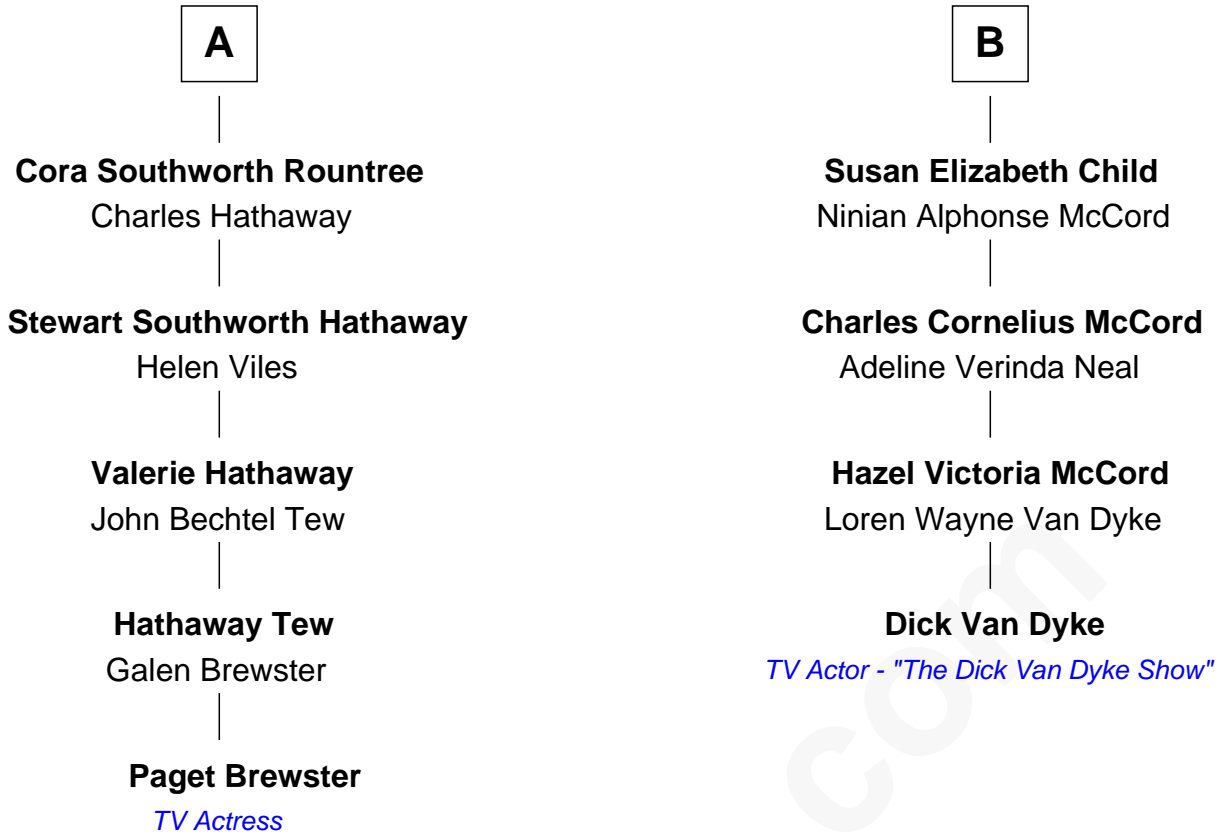 A
Cora Southworth Rountree
Charles Hathaway
Stewart Southworth Hathaway
Helen Viles
Valerie Hathaway
John Bechtel Tew
Hathaway Tew
Galen Brewster
Paget Brewster
TV Actress
B
Susan Elizabeth Child
Ninian Alphonse McCord
Charles Cornelius McCord
Adeline Verinda Neal
Hazel Victoria McCord
Loren Wayne Van Dyke
Dick Van Dyke
TV Actor - "The Dick Van Dyke Show"
com